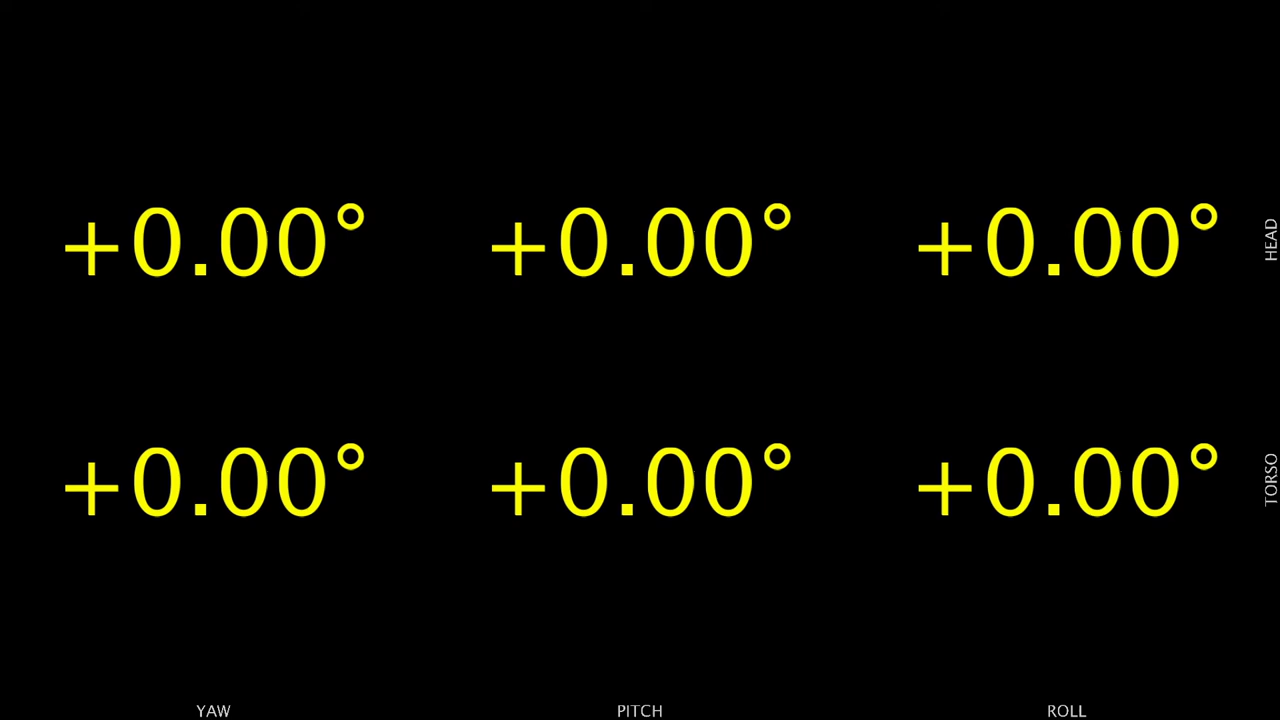 +0.00° +0.00° +0.00°
HEAD
+0.00° +0.00° +0.00°
TORSO
YAW PITCH ROLL